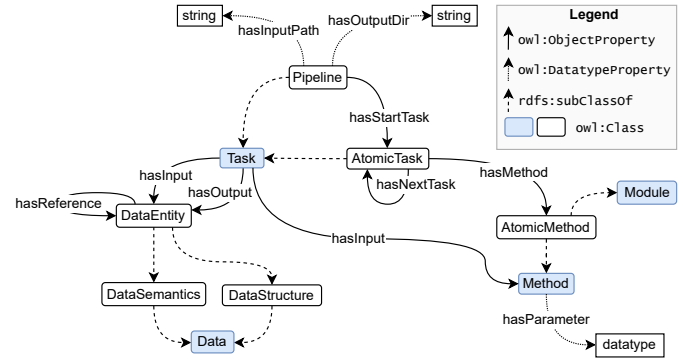 string
string
Legend
hasInputPath
hasOutputDir
owl:ObjectProperty
owl:DatatypeProperty
Pipeline
rdfs:subClassOf
hasStartTask
owl:Class
Task
AtomicTask
hasInput
hasMethod
hasOutput
hasNextTask
Module
hasReference
DataEntity
AtomicMethod
hasInput
DataSemantics
DataStructure
Method
hasParameter
Data
datatype